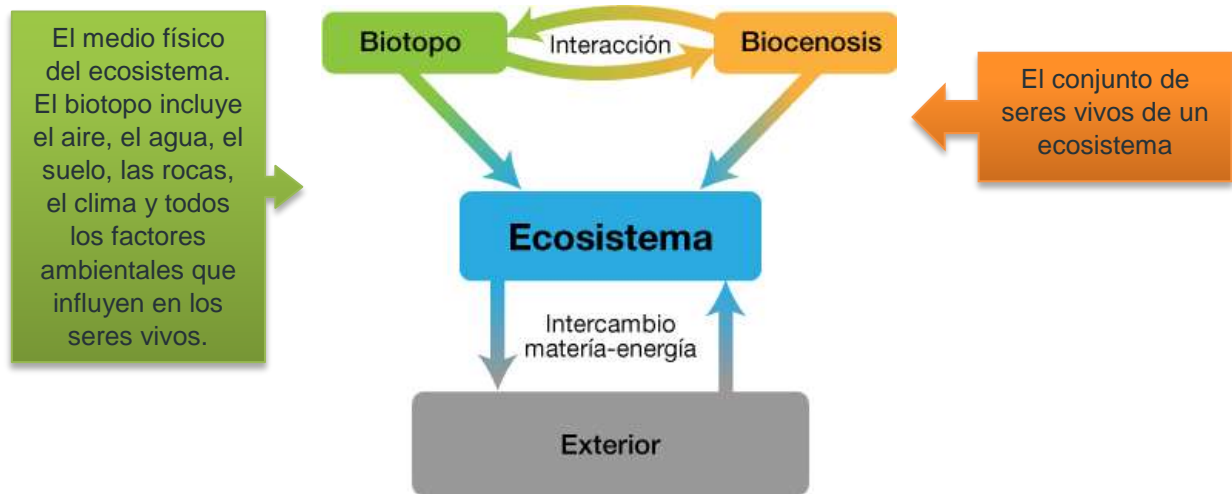 El medio físico
del ecosistema.
El biotopo incluye
el aire, el agua, el
suelo, las rocas,
el clima y todos
los factores
ambientales que
influyen en los
seres vivos.
Biotopo
Interacción
Biocenosis
El conjunto de
seres vivos de un
ecosistema
Ecosistema
Intercambio
matería-energía
Exterior